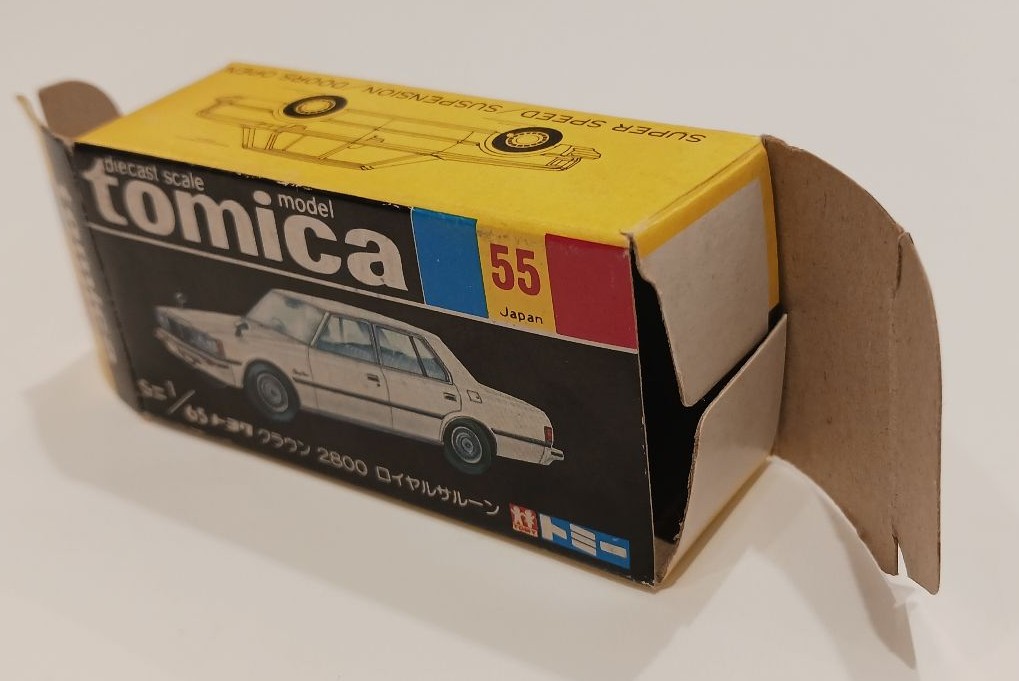 SUPER SPEED / SUSPENSION / DOORS OPEN
diecast scale
model
tomica
55
Japan
S=1/65 トヨタ クラウン 2800 ロイヤルサルーン
トミー